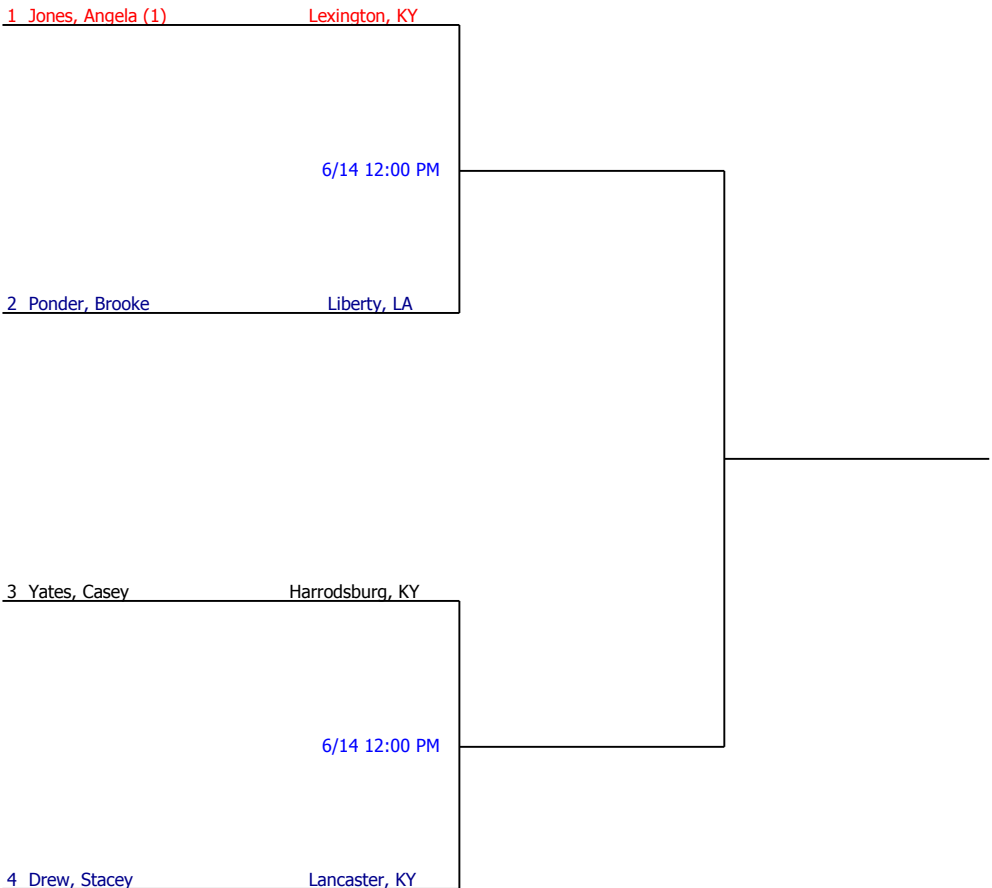 1 Jones, Angela (1) Lexington, KY
6/14 12:00 PM
2 Ponder, Brooke Liberty, LA
3 Yates, Casey Harrodsburg, KY
6/14 12:00 PM
4 Drew, Stacey Lancaster, KY